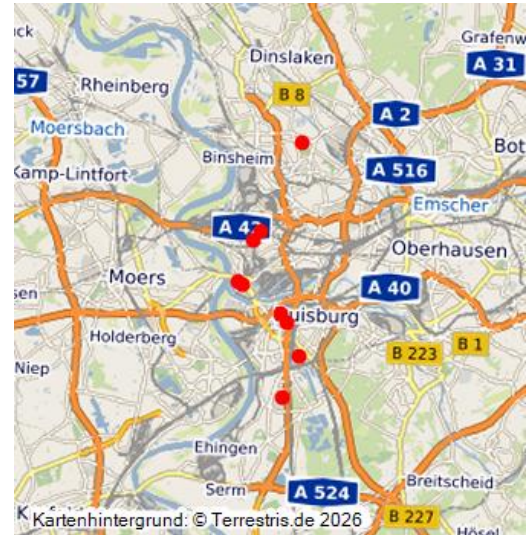 Grafenw
Dinslaken
A 31
57
Rheinberg
B 8
A 2
Moersbach
Bot
Binsheim
A 516
Kamp-Lintfort
Emscher
A 42
Oberhausen
Moers
A 40
sen
uisburg
Holderberg
B 1
B 223
Niep
Ehingen
Breitscheid
Serm
A 524
Hösel
B 227
Kartenhintergrund: © Terrestris.de 2026